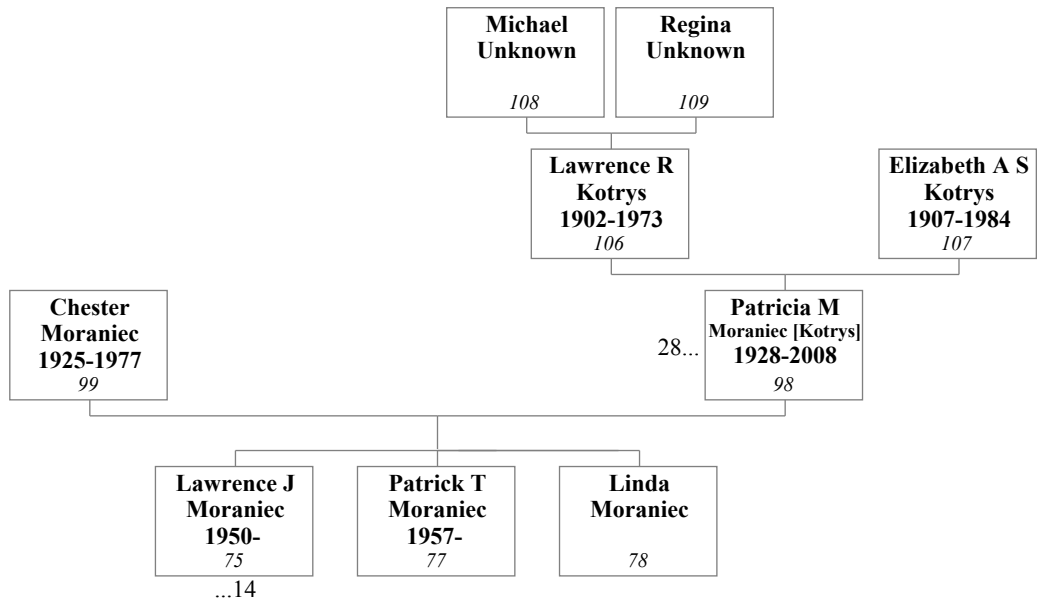 Michael
Unknown
108
Regina
Unknown
109
Lawrence R
Kotrys
1902-1973
106
Elizabeth A S
Kotrys
1907-1984
107
Chester
Moraniec
1925-1977
99
28...
Patricia M
Moraniec [Kotrys]
1928-2008
98
Lawrence J
Moraniec
1950-
75
...14
Patrick T
Moraniec
1957-
77
Linda
Moraniec
78